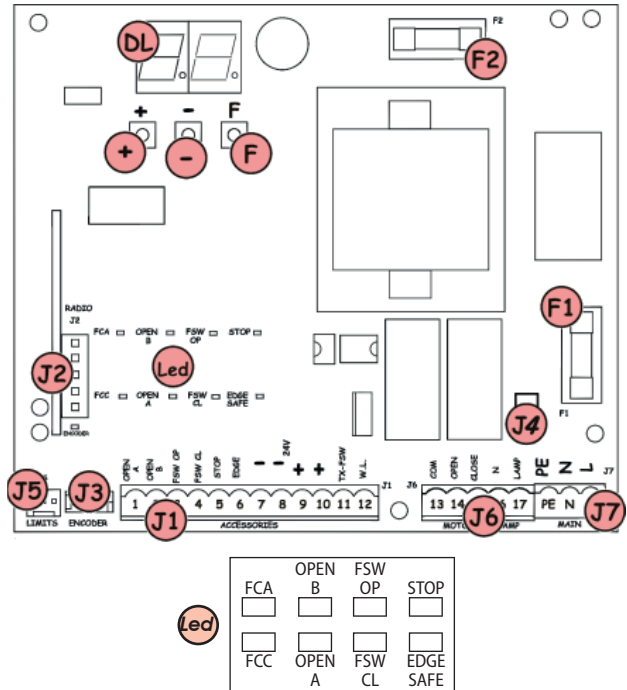 DL
F2
F2
+ - F
+ - F
F1
F1
RADIO
J2
J2
FCA OPEN B FSW OP STOP
Led
FCC OPEN A FSW CL EDGE SAFE
ENCODER
J4
OPEN A
OPEN B
FSW OP
FSW CL
STOP
EDGE
-
-
24V
+
+
TX-FSW
W.L.
J1
J6
COM
OPEN
CLOSE
N
LAMP
PE
N
L
J7
J5
J3
1 4 5 6 7 8 9 10 11 12
13 14 17
PE N
J1
J6
J7
LIMITS ENCODER ACCESSORIES MAIN
Led
FCA
OPEN
B
FSW
OP
STOP
FCC
OPEN
A
FSW
CL
EDGE
SAFE